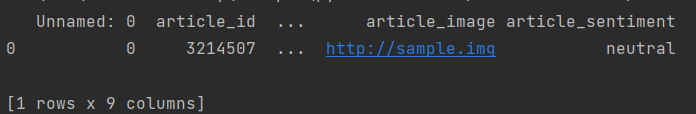 Unnamed: 0 article_id ... article_image article_sentiment
0 0 3214507 ... http://sample.img neutral
[1 rows x 9 columns]